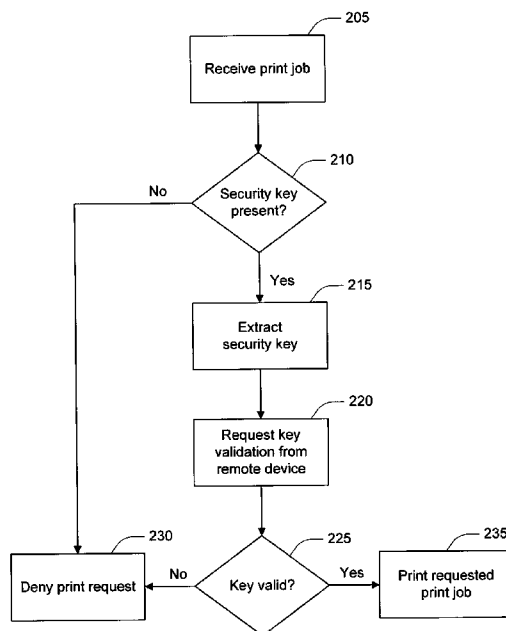 205
Receive print job
210
No
Security key
present?
Yes
215
Extract
security key
220
Request key
validation from
remote device
230
225
235
Deny print request
No
Key valid?
Yes
Print requested
print job